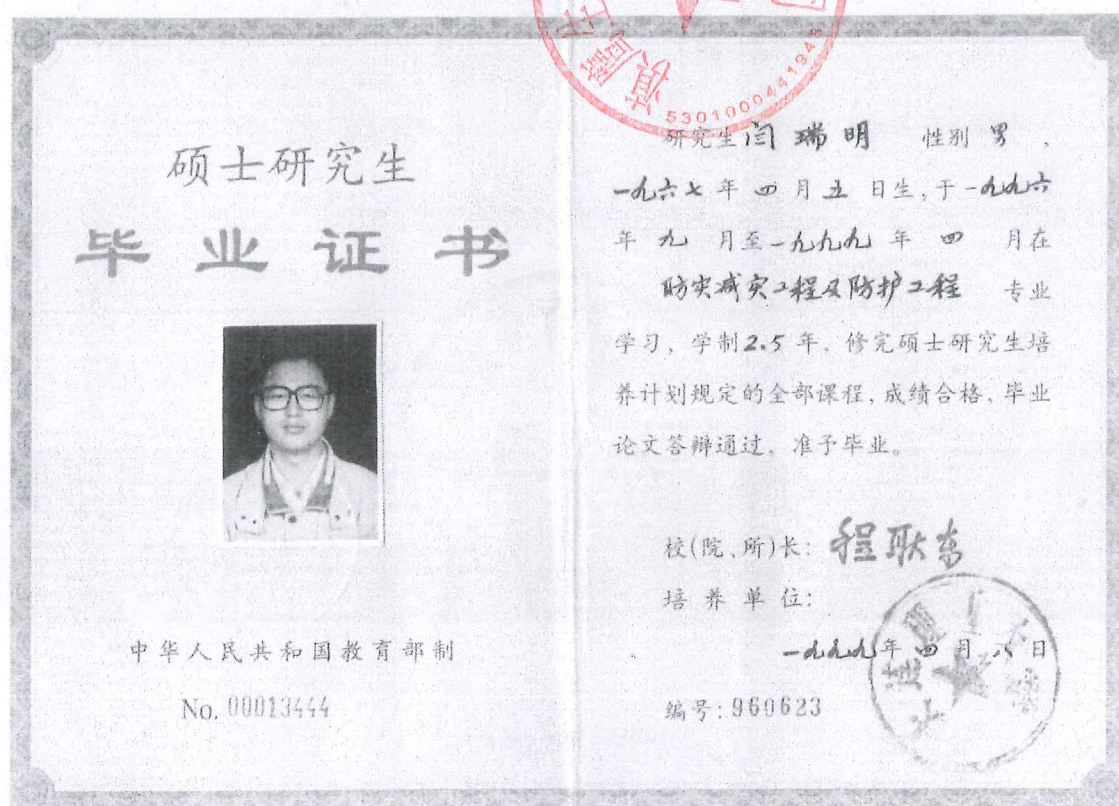 硕士研究生
毕业证书
中华人民共和国教育部制
No. 00013444
5301000441948
研究生闫瑞明 性别男、
一九六七年四月五日生,于一九九六
年九月至一九九九年四月在
防灾减灾工程及防护工程 专业
学习、学制2.5年、修完硕士研究生培
养计划规定的全部课程,成绩合格、毕业
论文答辩通过,准予毕业。
校(院、所)长: 程耿东
培养单位:
一九九九年四月八日
编号: 960623